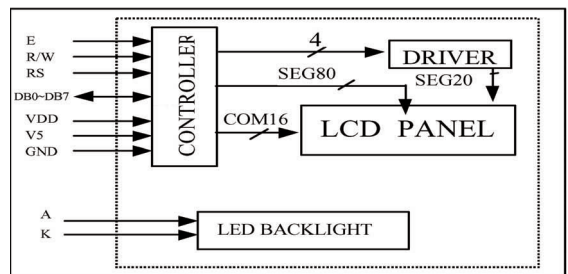 E
R/W
RS
DB0~DB7
VDD
V5
GND
CONTROLLER
4
DRIVER
SEG80
SEG20
COM16
LCD PANEL
A
K
LED BACKLIGHT